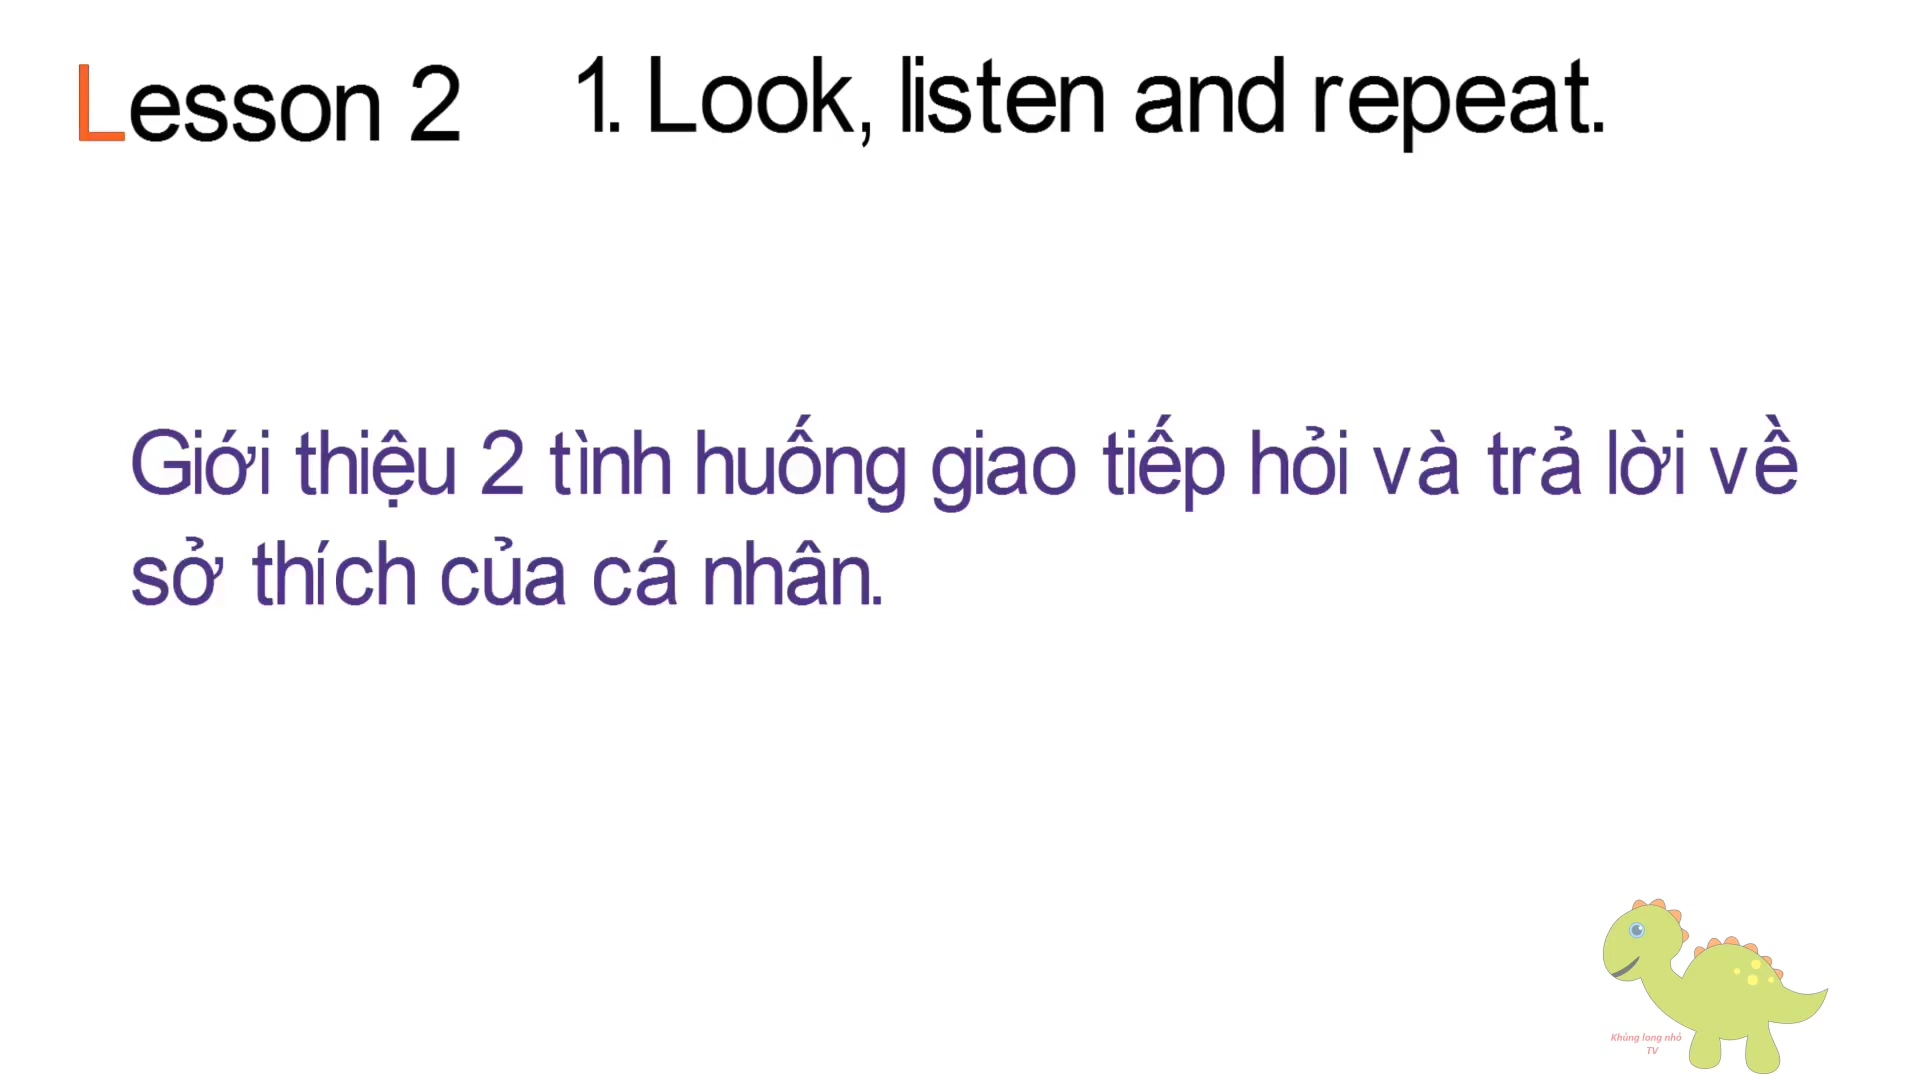 Lesson 2 1. Look, listen and repeat.
Giới thiệu 2 tình huống giao tiếp hỏi và trả lời về
sở thích của cá nhân.
Khủng long nhỏ
TV